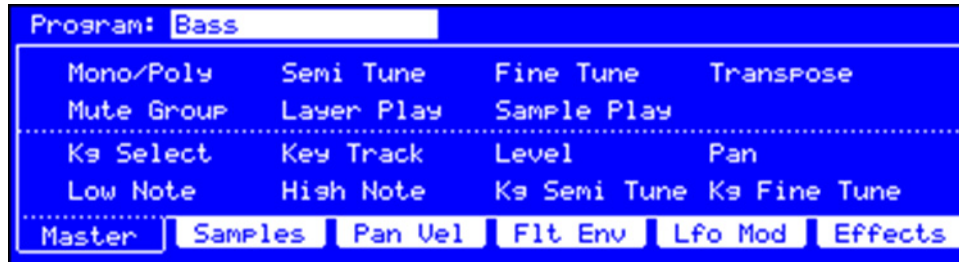 Program: Bass
Mono/Poly Semi Tune Fine Tune Transpose
Mute Group Layer Play Sample Play
Kg Select Key Track Level Pan
Low Note High Note Kg Semi Tune Kg Fine Tune
Master Samples Pan Vel Flt Env Lfo Mod Effects